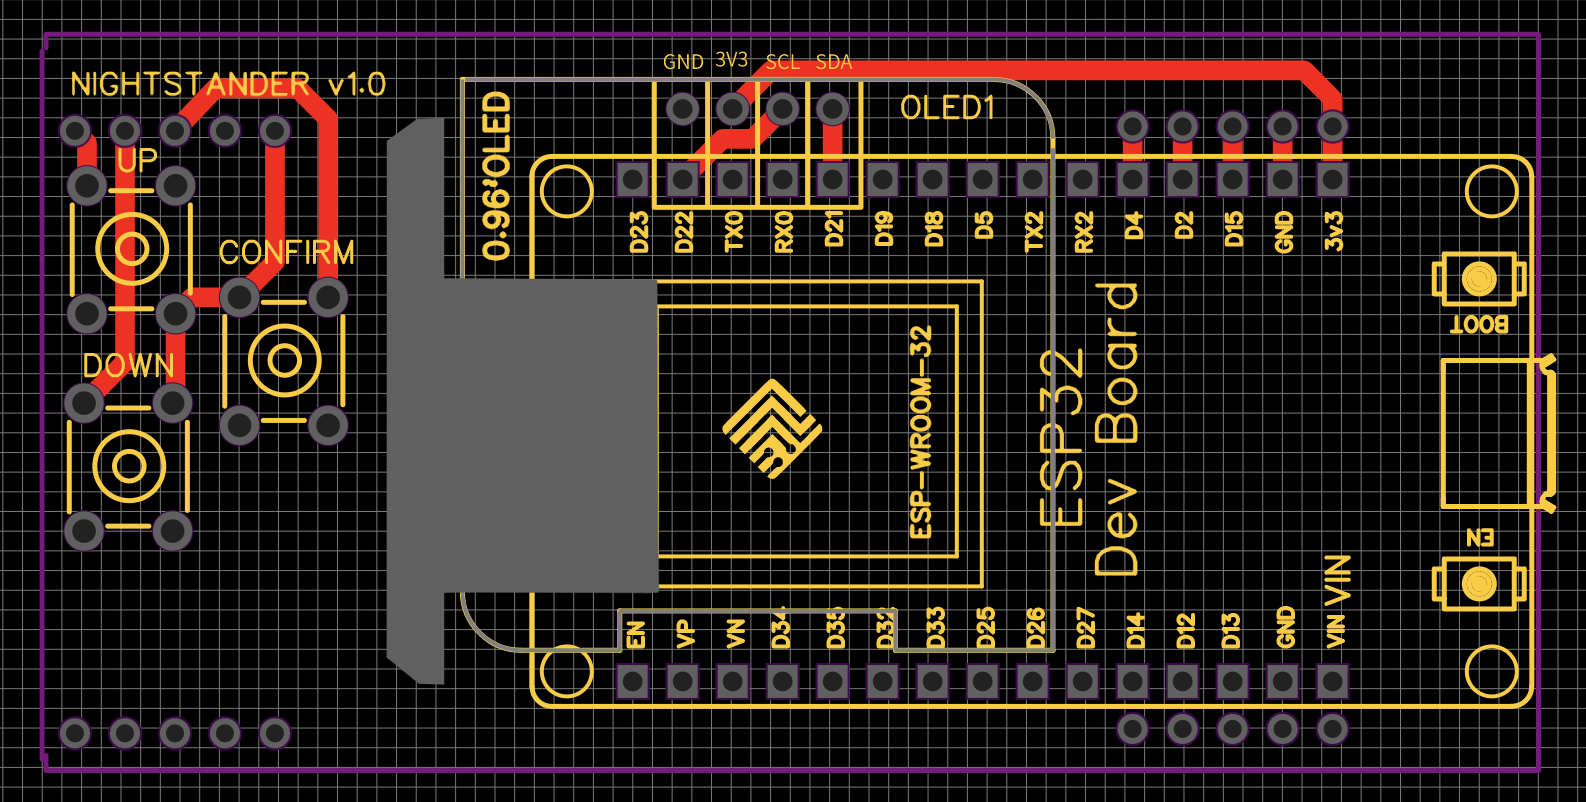 GND 3V3 SCL SDA
NIGHTSTANDER v1.0
OLED1
0.96'OLED
UP
CONFIRM
DOWN
D23 D22 TX0 RX0 D21 D19 D18 D5 TX2 RX2 D4 D2 D15 GND 3v3
BOOT
ESP-WROOM-32
ESP32
Dev Board
EN
VIN
EN VP VN D34 D35 D32 D33 D25 D26 D27 D14 D12 D13 GND VIN